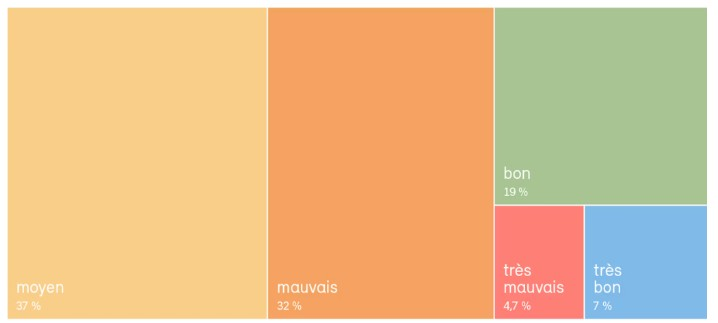 moyen
37 %
mauvais
32 %
bon
19 %
très
mauvais
4,7 %
très
bon
7 %